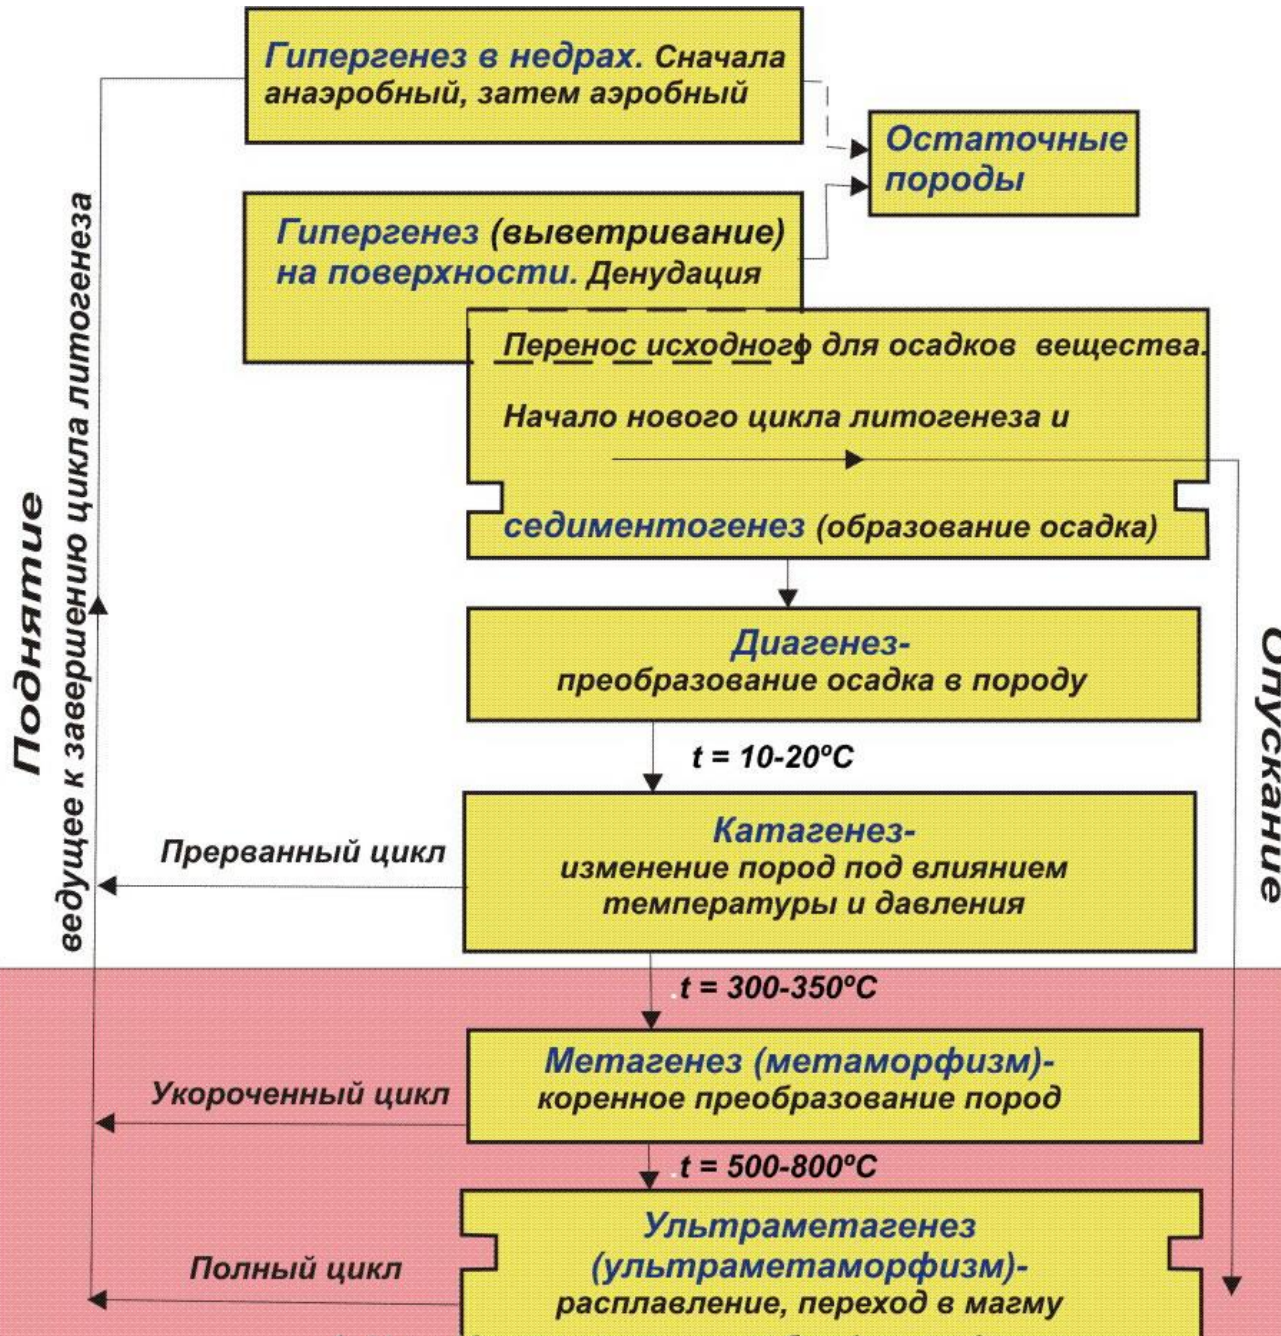 Гипергенез в недрах. Сначала
анаэробный, затем аэробный
Остаточные
породы
Гипергенез (выветривание)
на поверхности. Денудация
Перенос исходного для осадков вещества.
Начало нового цикла литогенеза и
седиментогенез (образование осадка)
Поднятие
ведущее к завершению цикла литогенеза
Опускание
Диагенез-
преобразование осадка в породу
t = 10-20ºC
Катагенез-
изменение пород под влиянием
температуры и давления
Прерванный цикл
.t = 300-350ºC
Метагенез (метаморфизм)-
коренное преобразование пород
Укороченный цикл
.t = 500-800ºC
Ультраметагенез
(ультраметаморфизм)-
расплавление, переход в магму
Полный цикл